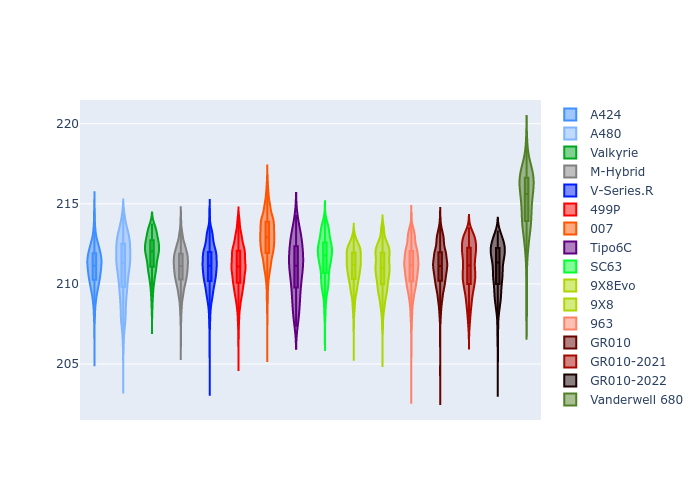 220
215
210
205
A424
A480
Valkyrie
M-Hybrid
V-Series.R
499P
007
Tipo6C
SC63
9X8Evo
9X8
963
GR010
GR010-2021
GR010-2022
Vanderwell 680